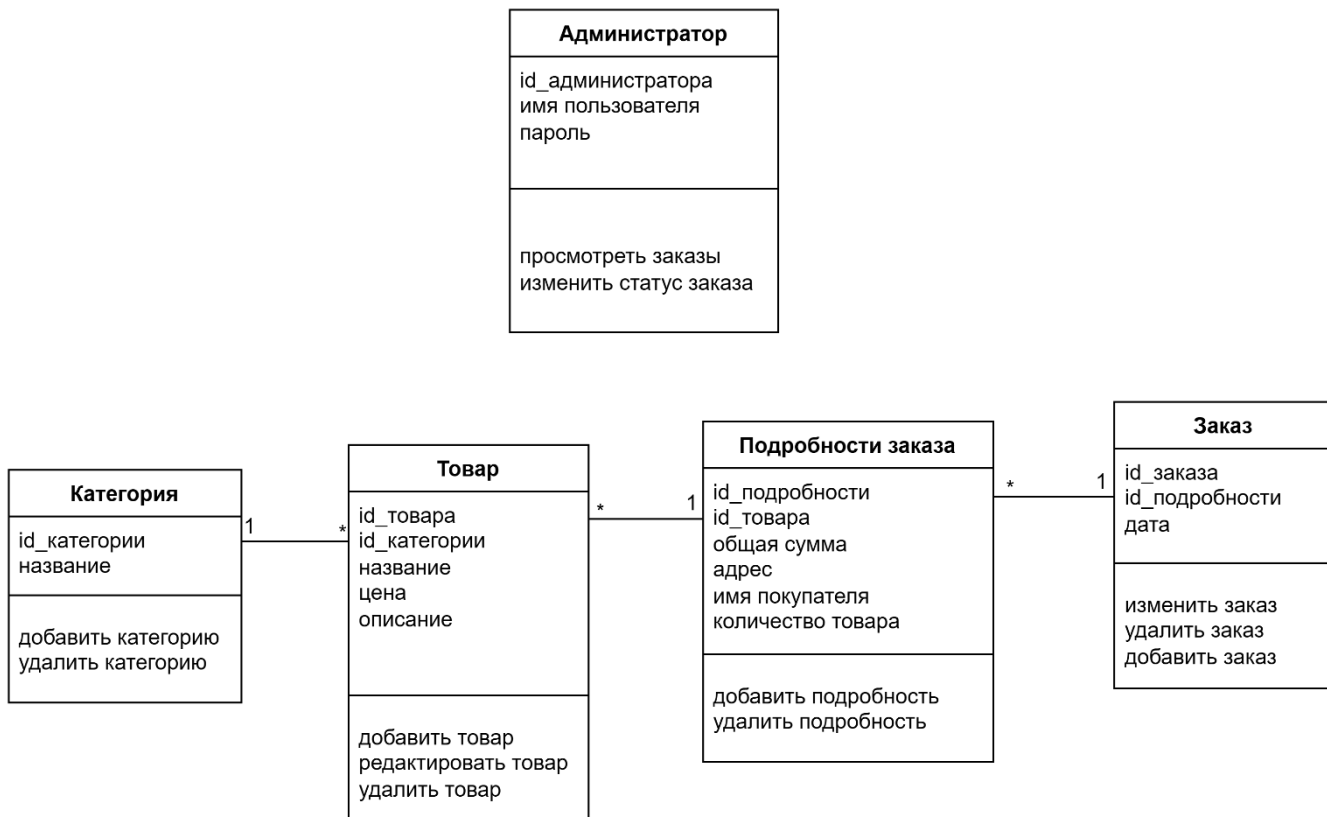 Администратор
id_администратора
имя пользователя
пароль
просмотреть заказы
изменить статус заказа
Категория
id_категории
название
добавить категорию
удалить категорию
1
*
Товар
id_товара
id_категории
название
цена
описание
добавить товар
редактировать товар
удалить товар
*
1
Подробности заказа
id_подробности
id_товара
общая сумма
адрес
имя покупателя
количество товара
добавить подробность
удалить подробность
*
1
Заказ
id_заказа
id_подробности
дата
изменить заказ
удалить заказ
добавить заказ